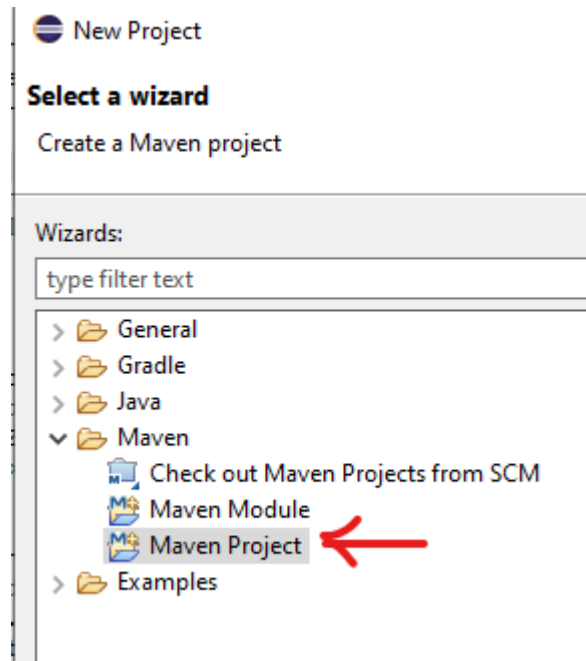 New Project
Select a wizard
Create a Maven project
Wizards:
type filter text
General
Gradle
Java
Maven
Check out Maven Projects from SCM
Maven Module
Maven Project
Examples